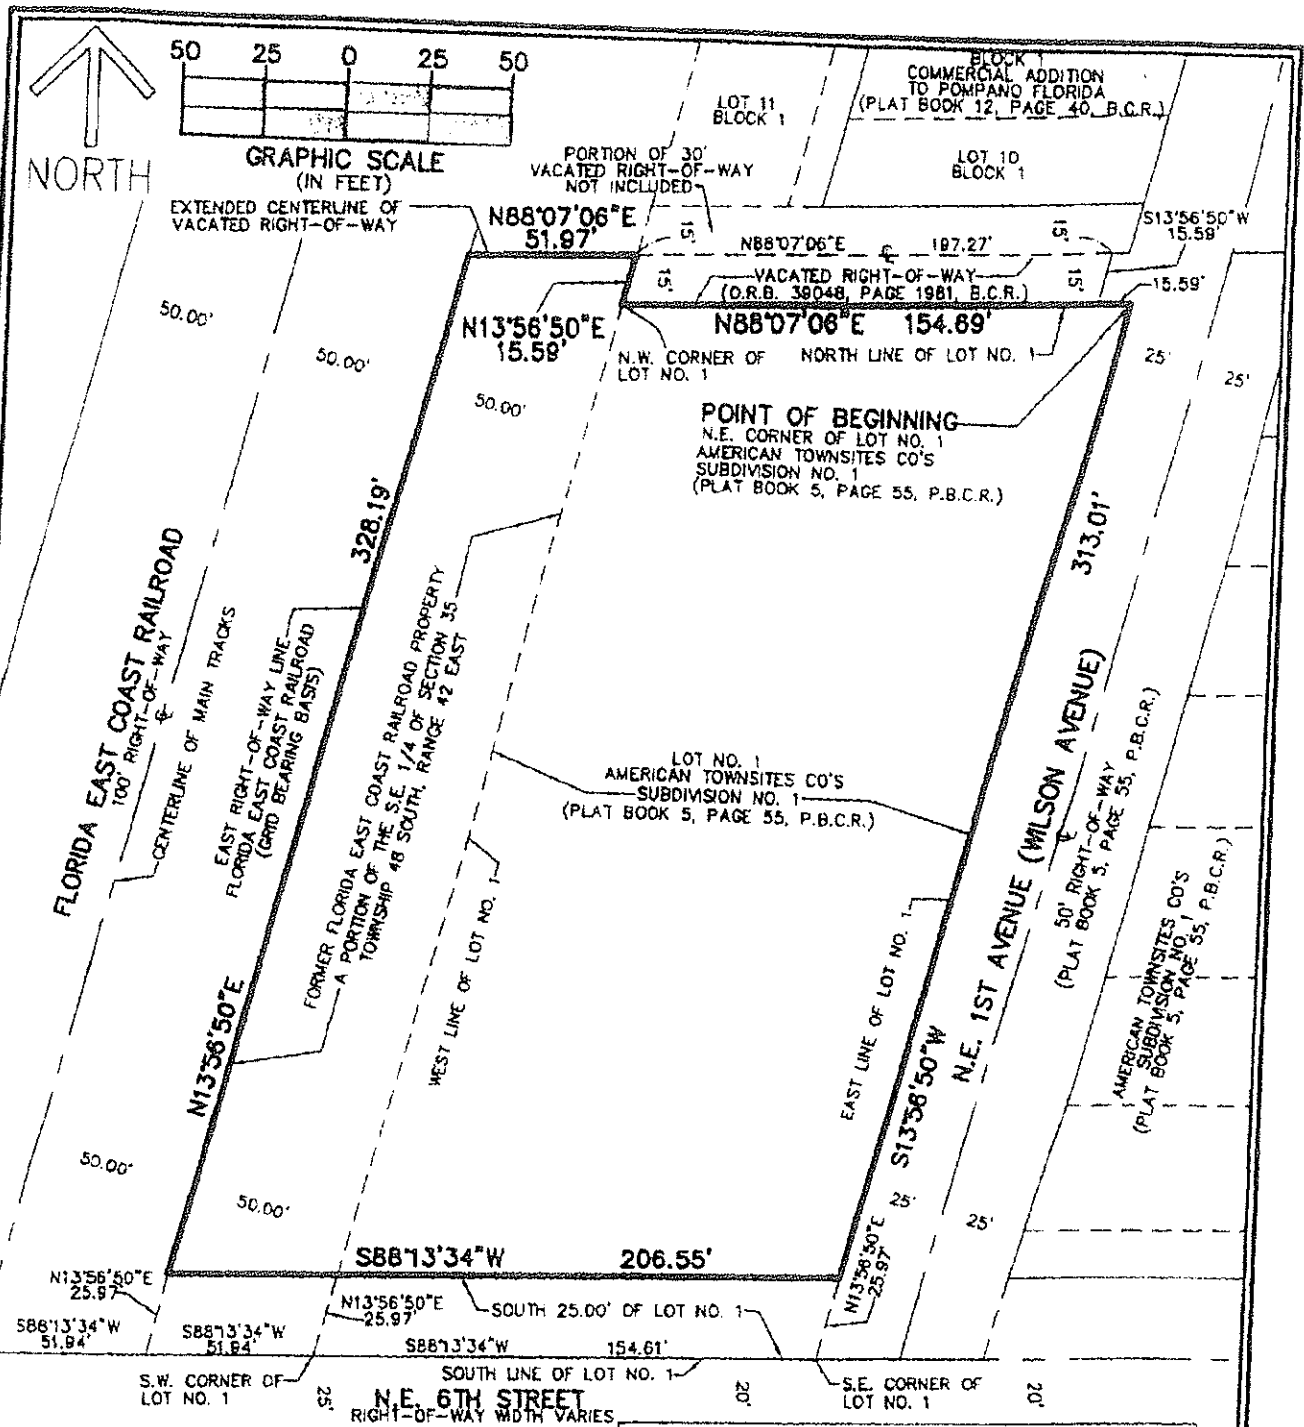 50 25 0 25 50
GRAPHIC SCALE
(IN FEET)
NORTH
EXTENDED CENTERLINE OF
VACATED RIGHT-OF-WAY
PORTION OF 30'
VACATED RIGHT-OF-WAY
NOT INCLUDED
LOT 11
BLOCK 1
BLOCK 1
COMMERCIAL ADDITION
TO POMPANO FLORIDA
(PLAT BOOK 12, PAGE 40, B.C.R.)
LOT 10
BLOCK 1
N88°07'06"E
51.97'
15'
N88°07'06"E 197.27'
15'
S13°56'50"W
15.59'
15'
VACATED RIGHT-OF-WAY
(O.R.B. 39048, PAGE 1981, B.C.R.)
15'
15.59'
N13°56'50"E
15.59'
N88°07'06"E 154.69'
N.W. CORNER OF
LOT NO. 1
NORTH LINE OF LOT NO. 1
50.00'
50.00'
50.00'
25'
25'
POINT OF BEGINNING
N.E. CORNER OF LOT NO. 1
AMERICAN TOWNSITES CO'S
SUBDIVISION NO. 1
(PLAT BOOK 5, PAGE 55, P.B.C.R.)
328.19'
313.01'
FLORIDA EAST COAST RAILROAD
100' RIGHT-OF-WAY
CENTERLINE OF MAIN TRACKS
EAST RIGHT-OF-WAY LINE
FLORIDA EAST COAST RAILROAD
(GRID BEARING BASIS)
FORMER FLORIDA EAST COAST RAILROAD PROPERTY
A PORTION OF THE S.E. 1/4 OF SECTION 35
TOWNSHIP 48 SOUTH, RANGE 42 EAST
LOT NO. 1
AMERICAN TOWNSITES CO'S
SUBDIVISION NO. 1
(PLAT BOOK 5, PAGE 55, P.B.C.R.)
WEST LINE OF LOT NO. 1
EAST LINE OF LOT NO. 1
N.E. 1ST AVENUE (WILSON AVENUE)
50' RIGHT-OF-WAY
(PLAT BOOK 5, PAGE 55, P.B.C.R.)
AMERICAN TOWNSITES CO'S
SUBDIVISION NO. 1
(PLAT BOOK 5, PAGE 55, P.B.C.R.)
N13°56'50"E
S13°56'50"W
50.00'
50.00'
25'
25'
S88°13'34"W 206.55'
N13°56'50"E
25.97'
N13°56'50"E
25.97'
SOUTH 25.00' OF LOT NO. 1
N13°56'50"E
25.97'
S88°13'34"W
51.94'
S88°13'34"W
51.94'
S88°13'34"W 154.61'
S.W. CORNER OF
LOT NO. 1
SOUTH LINE OF LOT NO. 1
S.E. CORNER OF
LOT NO. 1
25'
N.E. 6TH STREET
RIGHT-OF-WAY WIDTH VARIES
20'
20'